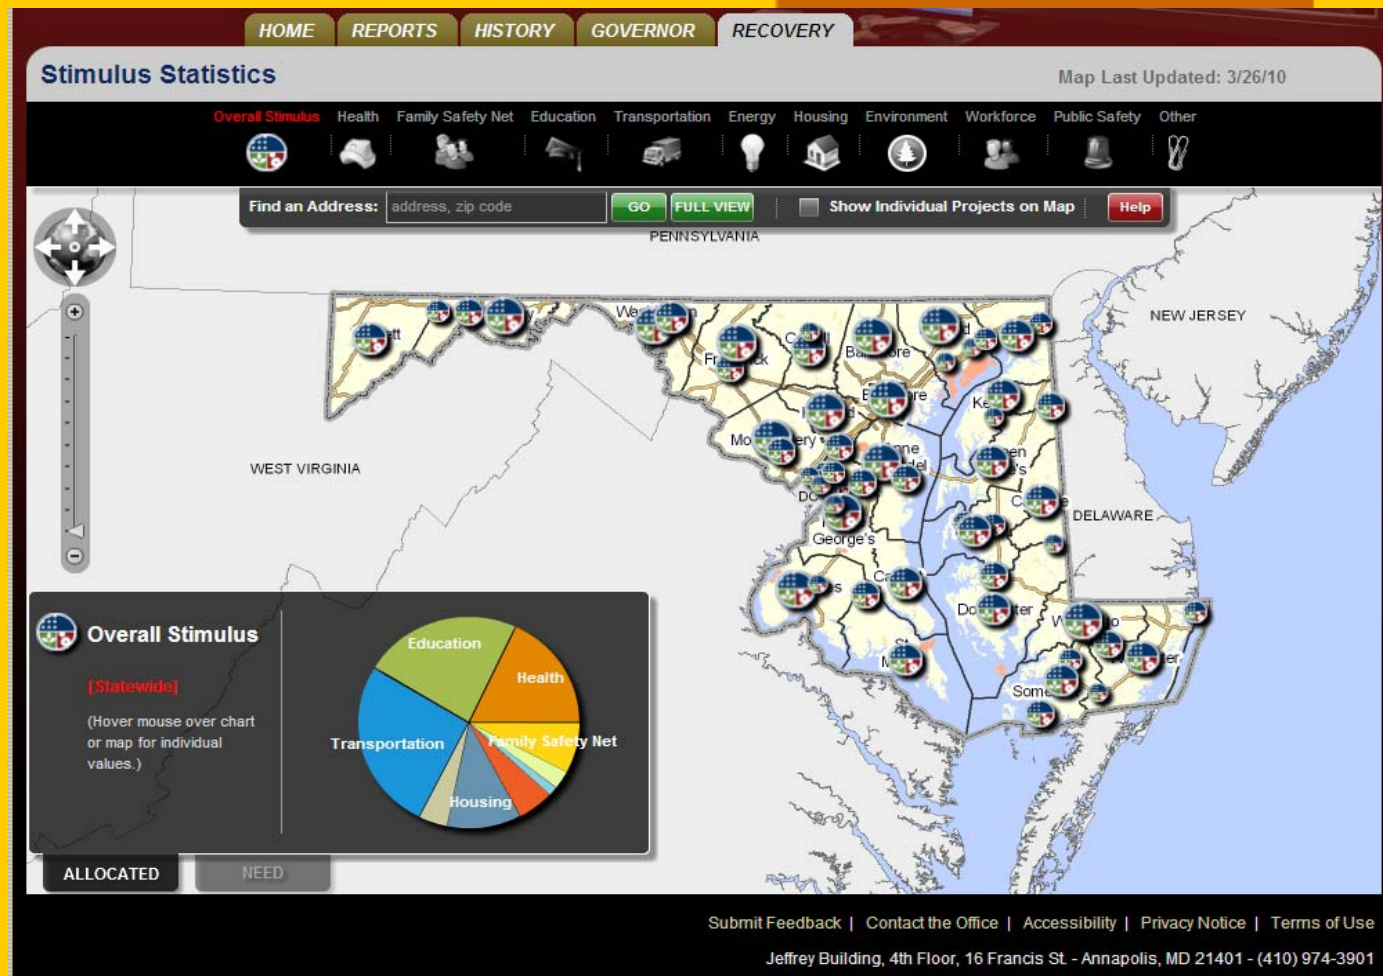 HOME REPORTS HISTORY GOVERNOR RECOVERY
Stimulus Statistics
Map Last Updated: 3/26/10
Overall Stimulus Health Family Safety Net Education Transportation Energy Housing Environment Workforce Public Safety Other
Find an Address: address, zip code GO FULL VIEW Show Individual Projects on Map Help
PENNSYLVANIA
NEW JERSEY
WEST VIRGINIA
DELAWARE
George's
Overall Stimulus
[Statewide]
(Hover mouse over chart
or map for individual
values.)
Education
Health
Transportation
Family Safety Net
Housing
ALLOCATED NEED
Submit Feedback | Contact the Office | Accessibility | Privacy Notice | Terms of Use
Jeffrey Building, 4th Floor, 16 Francis St. - Annapolis, MD 21401 - (410) 974-3901